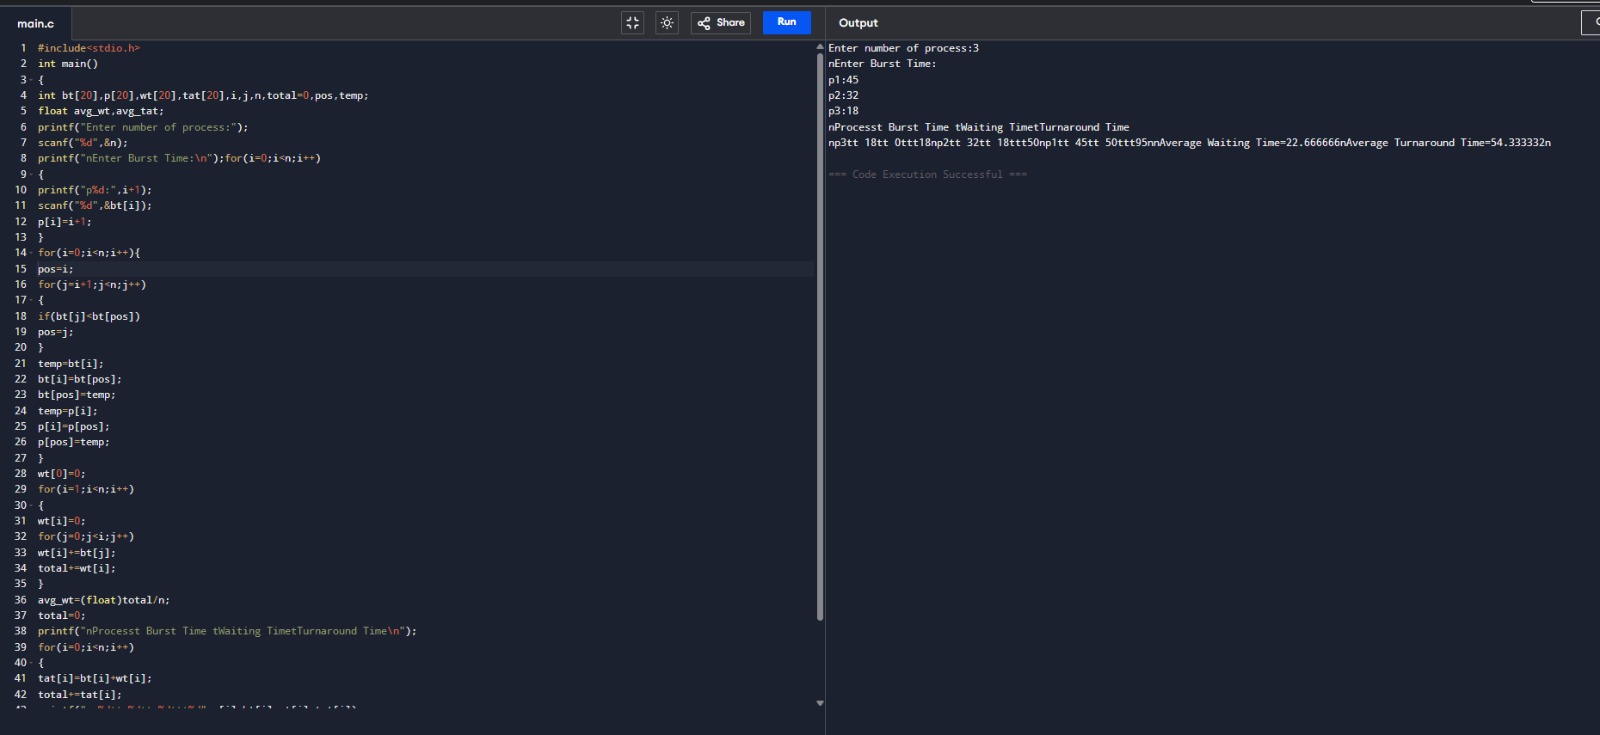 main.c
Share
Run
Output
1 #include<stdio.h>
2 int main()
3 {
4 int bt[20],p[20],wt[20],tat[20],i,j,n,total=0,pos,temp;
5 float avg_wt,avg_tat;
6 printf("Enter number of process:");
7 scanf("%d",&n);
8 printf("nEnter Burst Time:\n");for(i=0;i<n;i++)
9 {
10 printf("p%d:",i+1);
11 scanf("%d",&bt[i]);
12 p[i]=i+1;
13 }
14 for(i=0;i<n;i++){
15 pos=i;
16 for(j=i+1;j<n;j++)
17 {
18 if(bt[j]<bt[pos])
19 pos=j;
20 }
21 temp=bt[i];
22 bt[i]=bt[pos];
23 bt[pos]=temp;
24 temp=p[i];
25 p[i]=p[pos];
26 p[pos]=temp;
27 }
28 wt[0]=0;
29 for(i=1;i<n;i++)
30 {
31 wt[i]=0;
32 for(j=0;j<i;j++)
33 wt[i]+=bt[j];
34 total+=wt[i];
35 }
36 avg_wt=(float)total/n;
37 total=0;
38 printf("nProcesst Burst Time tWaiting TimetTurnaround Time\n");
39 for(i=0;i<n;i++)
40 {
41 tat[i]=bt[i]+wt[i];
42 total+=tat[i];
Enter number of process:3
nEnter Burst Time:
p1:45
p2:32
p3:18
nProcesst Burst Time tWaiting TimetTurnaround Time
np3tt 18tt 0ttt18np2tt 32tt 18ttt50np1tt 45tt 50ttt95nnAverage Waiting Time=22.666666nAverage Turnaround Time=54.333332n
=== Code Execution Successful ===